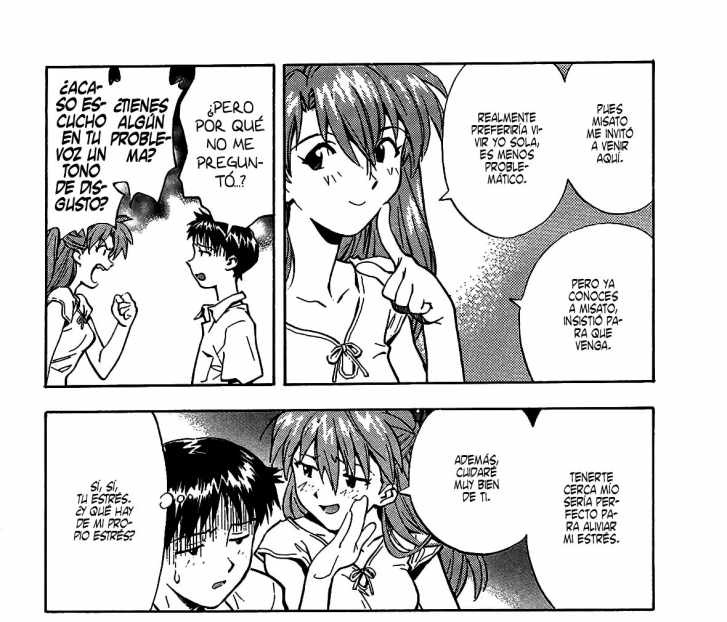 PUES
MISATO
ME INVITÓ
A VENIR
AQUÍ.
REALMENTE
PREFERIRÍA VI-
VIR YO SOLA,
ES MENOS
PROBLE-
MÁTICO.
PERO YA
CONOCES
A MISATO,
INSISTIÓ PA-
RA QUE
VENGA.
¿PERO
POR QUÉ
NO ME
PREGUN-
TÓ..?
¿TIENES
ALGÚN
PROBLE-
MA?
¿ACA-
SO ES-
CUCHO
EN TU
VOZ UN
TONO
DE DIS-
GUSTO?
TENERTE
CERCA MÍO
SERÍA PER-
FECTO PA-
RA ALIVIAR
MI ESTRÉS.
ADEMÁS,
CUIDARÉ
MUY BIEN
DE TI.
SÍ, SÍ,
TU ESTRÉS.
¿Y QUÉ HAY
DE MI PRO-
PIO ESTRÉS?